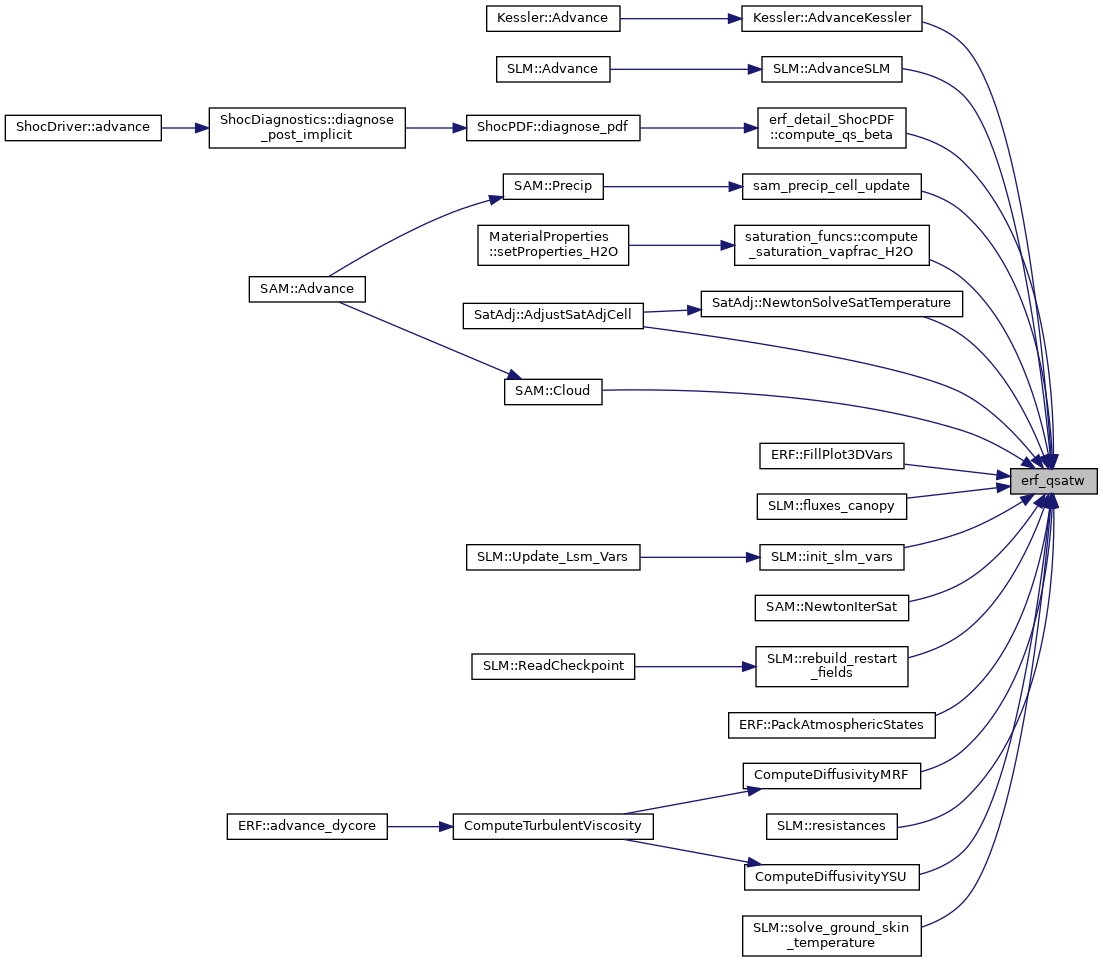 Kessler::Advance
Kessler::AdvanceKessler
SLM::Advance
SLM::AdvanceSLM
ShocDriver::advance
ShocDiagnostics::diagnose
_post_implicit
ShocPDF::diagnose_pdf
erf_detail_ShocPDF
::compute_qs_beta
SAM::Precip
sam_precip_cell_update
MaterialProperties
::setProperties_H2O
saturation_funcs::compute
_saturation_vapfrac_H2O
SAM::Advance
SatAdj::AdjustSatAdjCell
SatAdj::NewtonSolveSatTemperature
SAM::Cloud
ERF::FillPlot3DVars
erf_qsatw
SLM::fluxes_canopy
SLM::Update_Lsm_Vars
SLM::init_slm_vars
SAM::NewtonIterSat
SLM::ReadCheckpoint
SLM::rebuild_restart
_fields
ERF::PackAtmosphericStates
ComputeDiffusivityMRF
ERF::advance_dycore
ComputeTurbulentViscosity
SLM::resistances
ComputeDiffusivityYSU
SLM::solve_ground_skin
_temperature